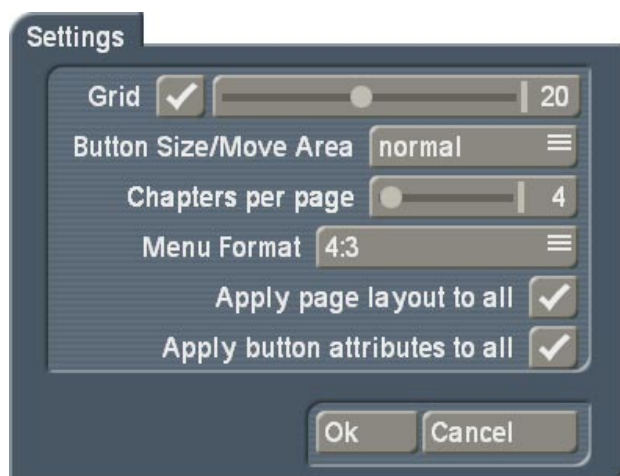 Settings
Grid 20
Button Size/Move Area normal
Chapters per page 4
Menu Format 4:3
Apply page layout to all
Apply button attributes to all
Ok Cancel